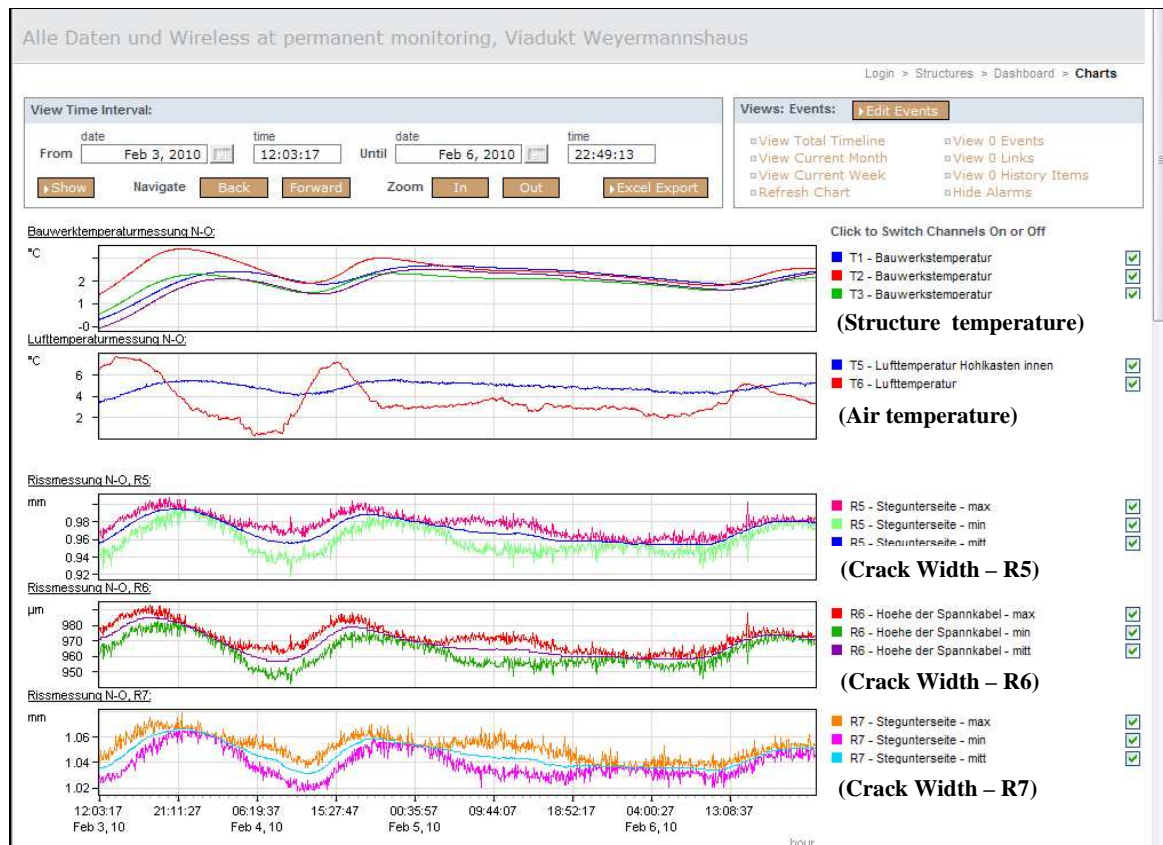 Alle Daten und Wireless at permanent monitoring, Viadukt Weyermannshaus
Login > Structures > Dashboard > Charts
View Time Interval:
date time date time
From Feb 3, 2010 12:03:17 Until Feb 6, 2010 22:49:13
Show Navigate Back Forward Zoom In Out Excel Export
Views: Events: Edit Events
View Total Timeline View 0 Events
View Current Month View 0 Links
View Current Week View 0 History Items
Refresh Chart Hide Alarms
Bauwerktemperaturmessung N-O:
°C
2
1
-0
Click to Switch Channels On or Off
T1 - Bauwerkstemperatur
T2 - Bauwerkstemperatur
T3 - Bauwerkstemperatur
(Structure temperature)
Lufttemperaturmessung N-O:
°C
6
4
2
T5 - Lufttemperatur Hohlkasten innen
T6 - Lufttemperatur
(Air temperature)
Rissmessung N-O, R5:
mm
0.98
0.96
0.94
0.92
R5 - Stegunterseite - max
R5 - Stegunterseite - min
R5 - Stegunterseite - mitt
(Crack Width – R5)
Rissmessung N-O, R6:
µm
980
970
960
950
R6 - Hoehe der Spannkabel - max
R6 - Hoehe der Spannkabel - min
R6 - Hoehe der Spannkabel - mitt
(Crack Width – R6)
Rissmessung N-O, R7:
mm
1.06
1.04
1.02
R7 - Stegunterseite - max
R7 - Stegunterseite - min
R7 - Stegunterseite - mitt
(Crack Width – R7)
12:03:17 21:11:27 06:19:37 15:27:47 00:35:57 09:44:07 18:52:17 04:00:27 13:08:37
Feb 3, 10 Feb 4, 10 Feb 5, 10 Feb 6, 10
hour